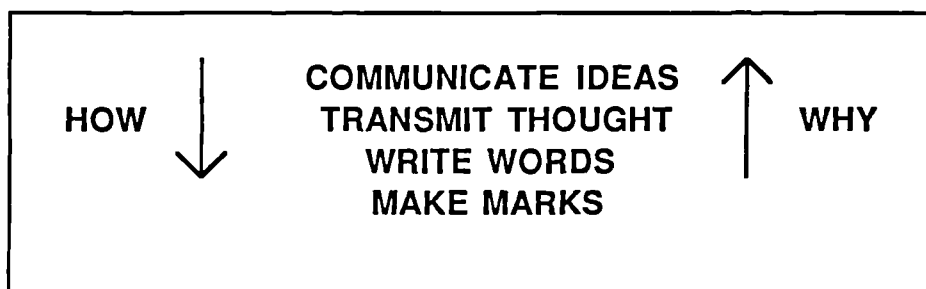 COMMUNICATE IDEAS
HOW TRANSMIT THOUGHT WHY
WRITE WORDS
MAKE MARKS